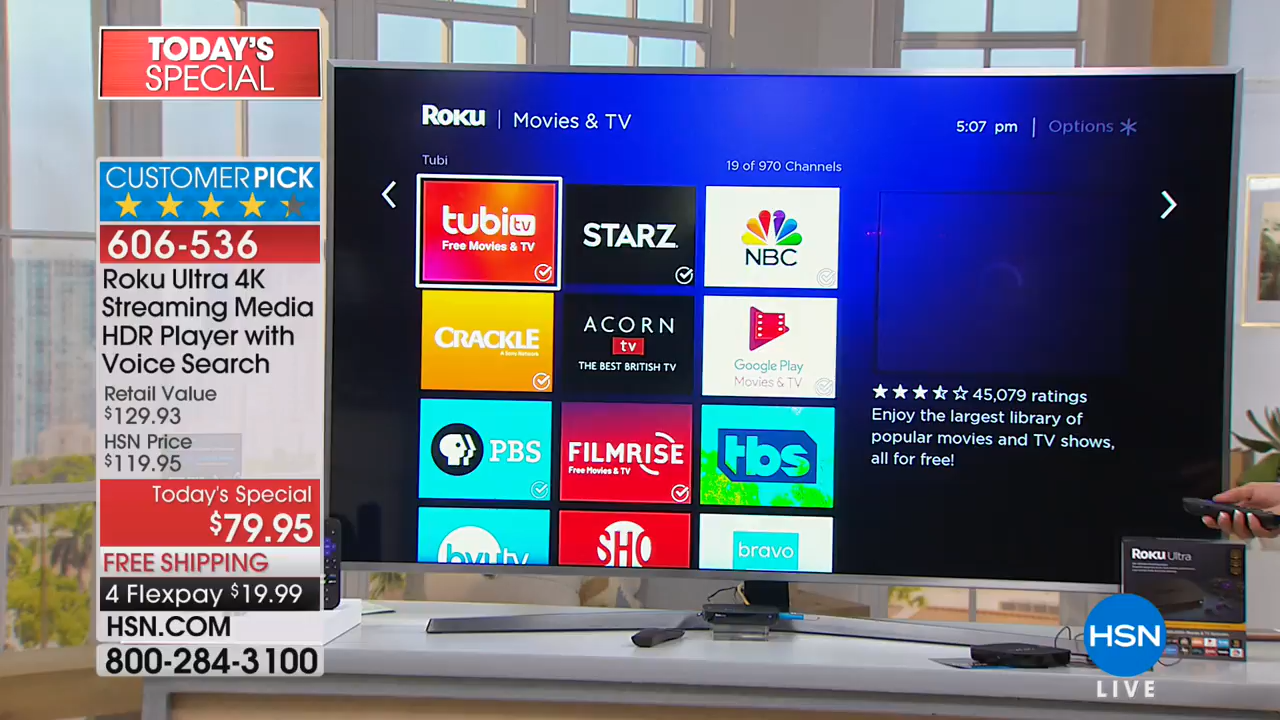 TODAY'S
SPECIAL
CUSTOMER PICK
606-536
Roku Ultra 4K
Streaming Media
HDR Player with
Voice Search
Retail Value
$129.93
HSN Price
$119.95
Today's Special
$79.95
FREE SHIPPING
4 Flexpay $19.99
HSN.COM
800-284-3100
Roku | Movies & TV
5:07 pm | Options
Tubi
19 of 970 Channels
tubi tv
Free Movies & TV
STARZ
NBC
CRACKLE
A Sony Network
ACORN
tv
THE BEST BRITISH TV
Google Play
Movies & TV
PBS
FILMRISE
Free Movies & TV
tbs
byutv
SHO
bravo
45,079 ratings
Enjoy the largest library of
popular movies and TV shows,
all for free!
Roku Ultra
HSN
LIVE